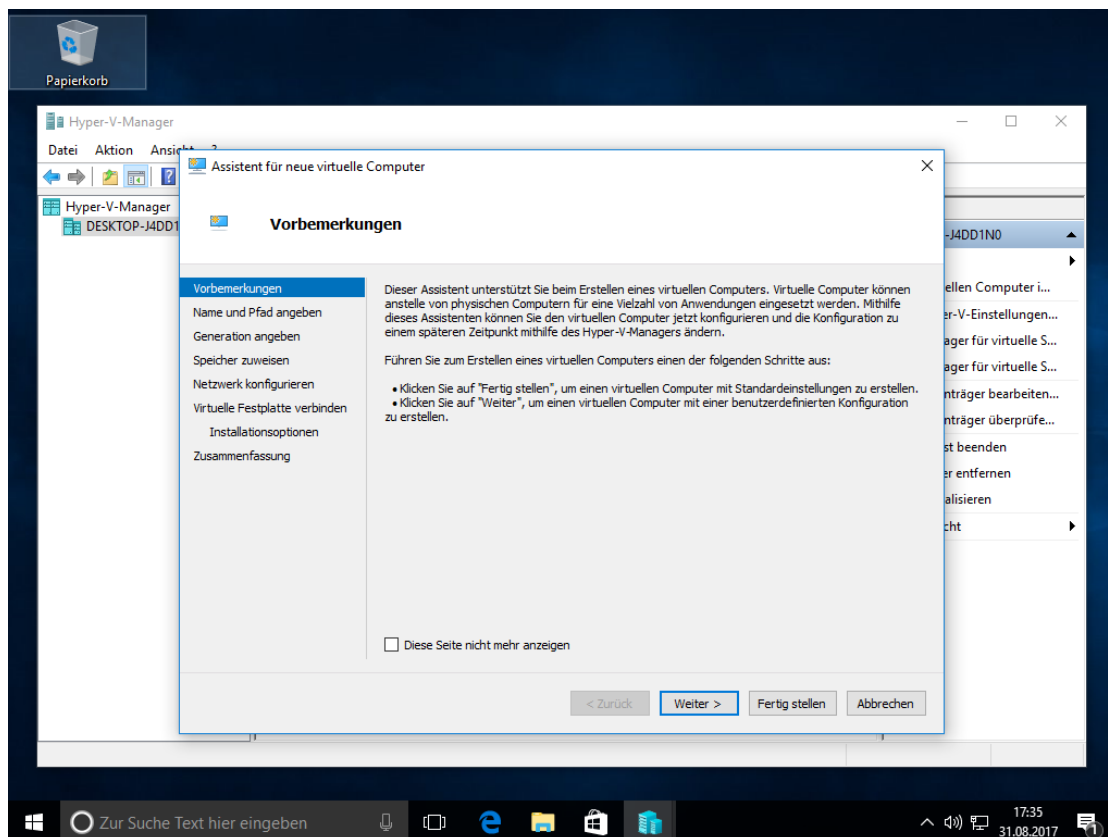 Papierkorb
Hyper-V-Manager
Datei Aktion
Assistent für neue virtuelle Computer
Hyper-V-Manager
Vorbemerkungen
-J4DD1N0
Vorbemerkungen
Name und Pfad angeben
Generation angeben
Speicher zuweisen
Netzwerk konfigurieren
Virtuelle Festplatte verbinden
Installationsoptionen
Zusammenfassung
Dieser Assistent unterstützt Sie beim Erstellen eines virtuellen Computers. Virtuelle Computer können
anstelle von physischen Computern für eine Vielzahl von Anwendungen eingesetzt werden. Mithilfe
dieses Assistenten können Sie den virtuellen Computer jetzt konfigurieren und die Konfiguration zu
einem späteren Zeitpunkt mithilfe des Hyper-V-Managers ändern.
Führen Sie zum Erstellen eines virtuellen Computers einen der folgenden Schritte aus:
• Klicken Sie auf "Fertig stellen", um einen virtuellen Computer mit Standardeinstellungen zu erstellen.
• Klicken Sie auf "Weiter", um einen virtuellen Computer mit einer benutzerdefinierten Konfiguration
zu erstellen.
Diese Seite nicht mehr anzeigen
< Zurück Weiter > Fertig stellen Abbrechen
DESKTOP-J4DD1
ellen Computer i...
er-V-Einstellungen...
ager für virtuelle S...
ager für virtuelle S...
nträger bearbeiten...
nträger überprüfe...
st beenden
er entfernen
alisieren
cht
Zur Suche Text hier eingeben
17:35
31.08.2017
1